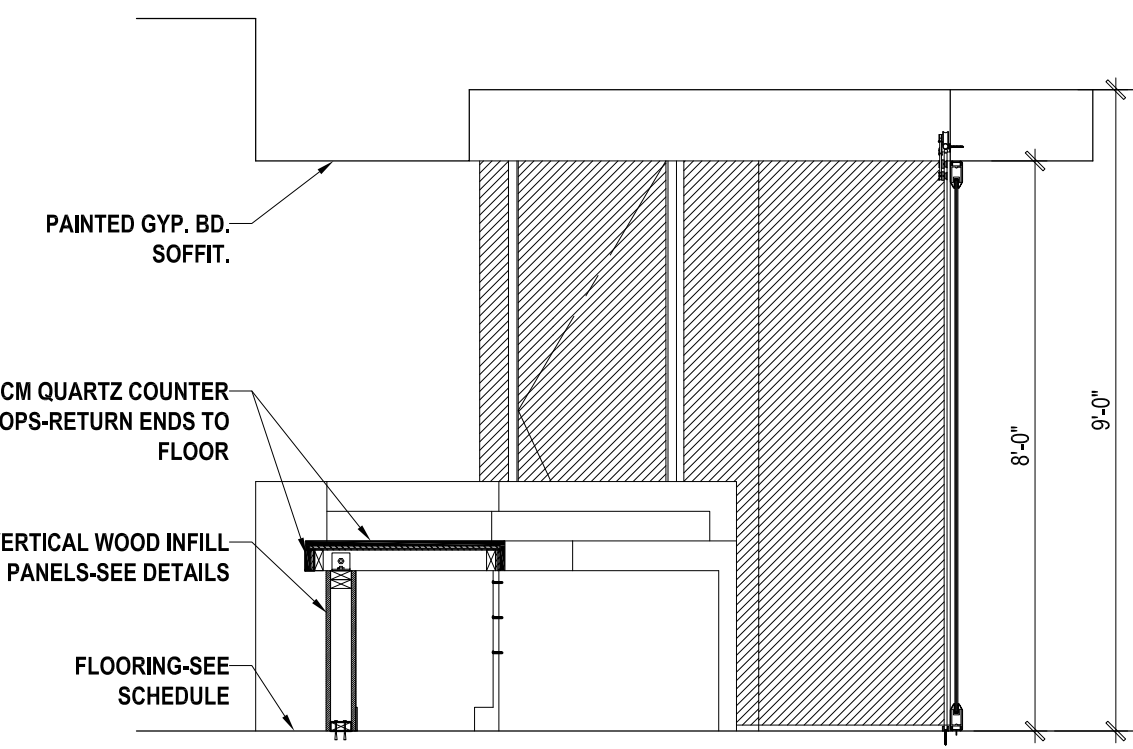 PAINTED GYP. BD.
SOFFIT.
CM QUARTZ COUNTER
OPS-RETURN ENDS TO
FLOOR
VERTICAL WOOD INFILL
PANELS-SEE DETAILS
FLOORING-SEE
SCHEDULE
8'-0"
9'-0"